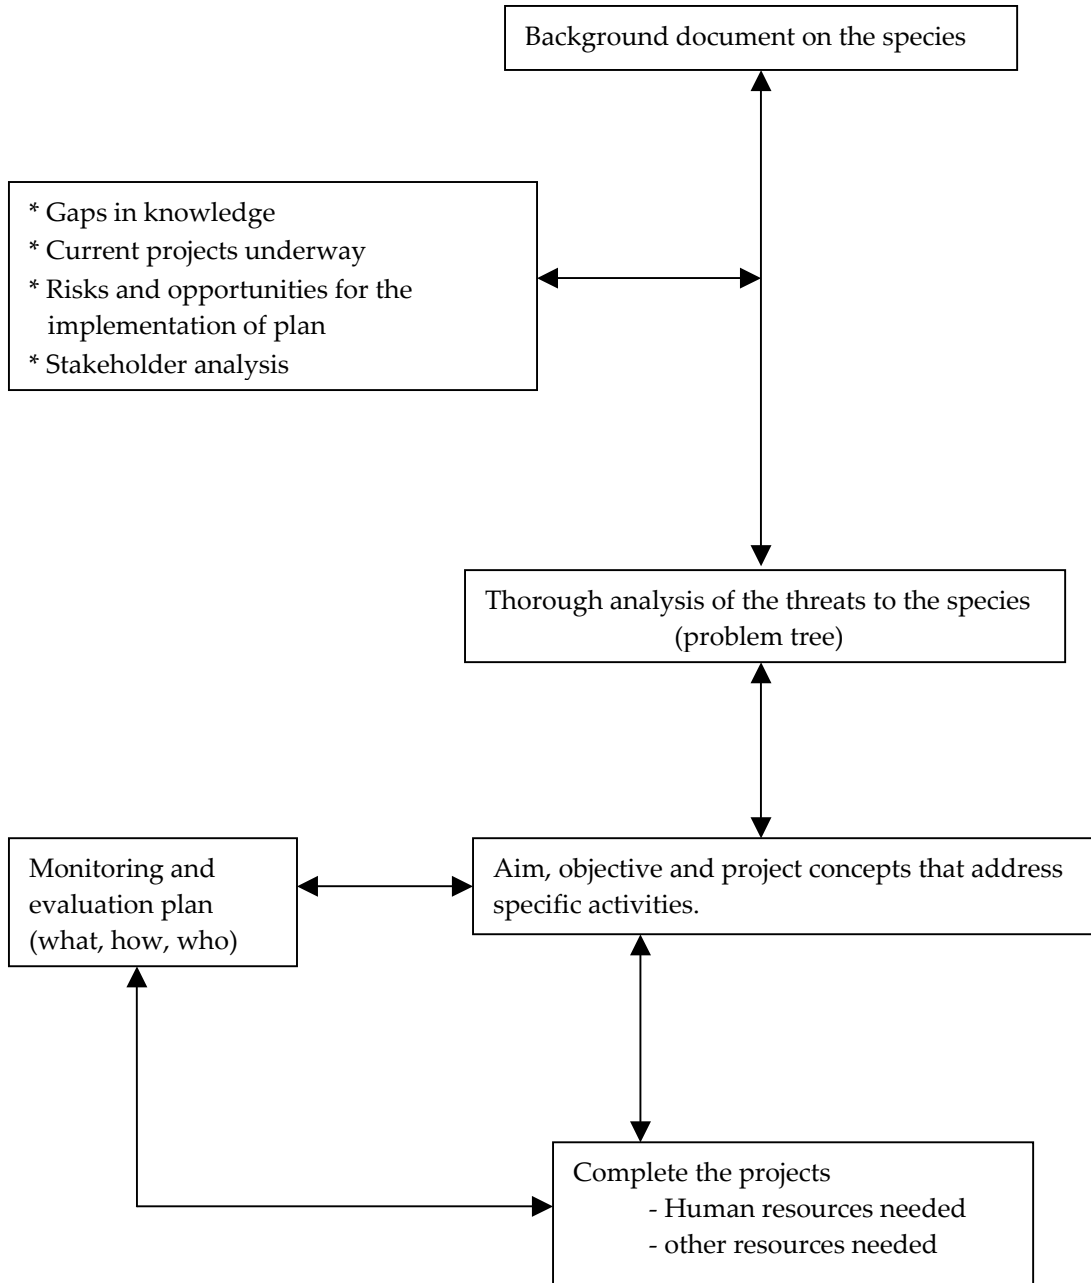 Background document on the species
* Gaps in knowledge
* Current projects underway
* Risks and opportunities for the
implementation of plan
* Stakeholder analysis
Thorough analysis of the threats to the species
(problem tree)
Monitoring and
evaluation plan
(what, how, who)
Aim, objective and project concepts that address
specific activities.
Complete the projects
- Human resources needed
- other resources needed